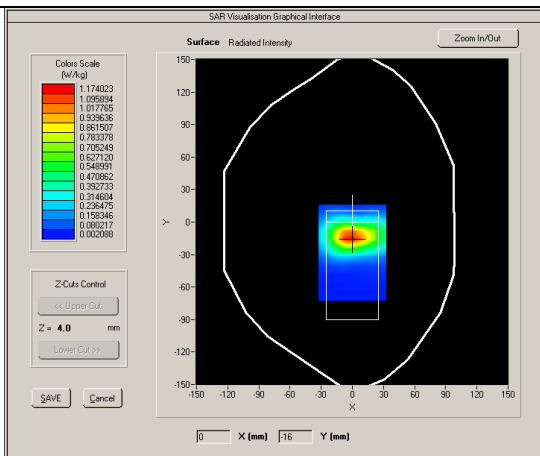 SAR Visualisation Graphical Interface
Surface Radiated Intensity
Zoom In/Out
Colors Scale
(W/kg)
1.174023
1.095894
1.017765
0.939636
0.861507
0.783378
0.705249
0.627120
0.548991
0.470862
0.392733
0.314604
0.236475
0.158346
0.080217
0.002088
Z-Cuts Control
<< Upper Cut
Z = 4.0 mm
Lower Cut >>
SAVE
Cancel
150
120
90
60
30
0
-30
-60
-90
-120
-150
Y
-150 -120 -90 -60 -30 0 30 60 90 120 150
X
0 X (mm) -16 Y (mm)